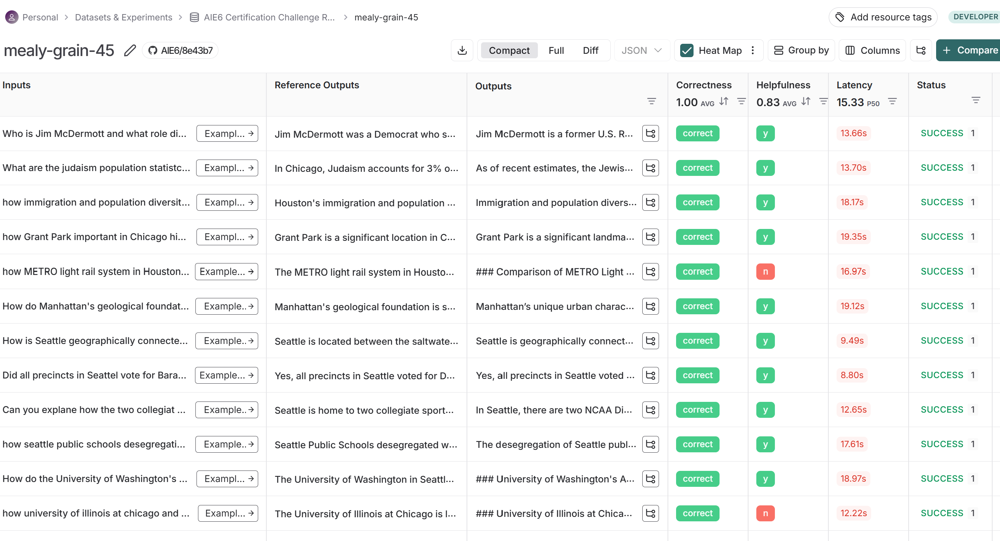 Personal > Datasets & Experiments > AIE6 Certification Challenge R... > mealy-grain-45 Add resource tags DEVELOPER
mealy-grain-45 AIE6/8e43b7 Compact Full Diff JSON Heat Map Group by Columns + Compare
Inputs Reference Outputs Outputs Correctness Helpfulness Latency Status
1.00 AVG 0.83 AVG 15.33 P50
Who is Jim McDermott and what role di... Exampl... → Jim McDermott was a Democrat who s... Jim McDermott is a former U.S. R... correct y 13.66s SUCCESS 1
What are the judaism population statistc... Exampl... → In Chicago, Judaism accounts for 3% o... As of recent estimates, the Jewis... correct y 13.70s SUCCESS 1
how immigration and population diversit... Exampl... → Houston's immigration and population ... Immigration and population divers... correct y 18.17s SUCCESS 1
how Grant Park important in Chicago hi... Exampl... → Grant Park is a significant location in C... Grant Park is a significant landma... correct y 19.35s SUCCESS 1
how METRO light rail system in Houston... Example... → The METRO light rail system in Housto... ### Comparison of METRO Light ... correct n 16.97s SUCCESS 1
How do Manhattan's geological foundat... Example.. → Manhattan's geological foundation is s... Manhattan’s unique urban charac... correct y 19.12s SUCCESS 1
How is Seattle geographically connecte... Example.. → Seattle is located between the saltwate... Seattle is geographically connect... correct y 9.49s SUCCESS 1
Did all precincts in Seattel vote for Bara... Example... → Yes, all precincts in Seattle voted for D... Yes, all precincts in Seattle voted ... correct y 8.80s SUCCESS 1
Can you explane how the two collegiat ... Example.. → Seattle is home to two collegiate sport... In Seattle, there are two NCAA Di... correct y 12.65s SUCCESS 1
how seattle public schools desegregati... Example.. → Seattle Public Schools desegregated w... The desegregation of Seattle publ... correct y 17.61s SUCCESS 1
How do the University of Washington's ... Exampl... → The University of Washington in Seattl... ### University of Washington's A... correct y 18.97s SUCCESS 1
how university of illinois at chicago and ... Exampl... → The University of Illinois at Chicago is l... ### University of Illinois at Chica... correct n 12.22s SUCCESS 1